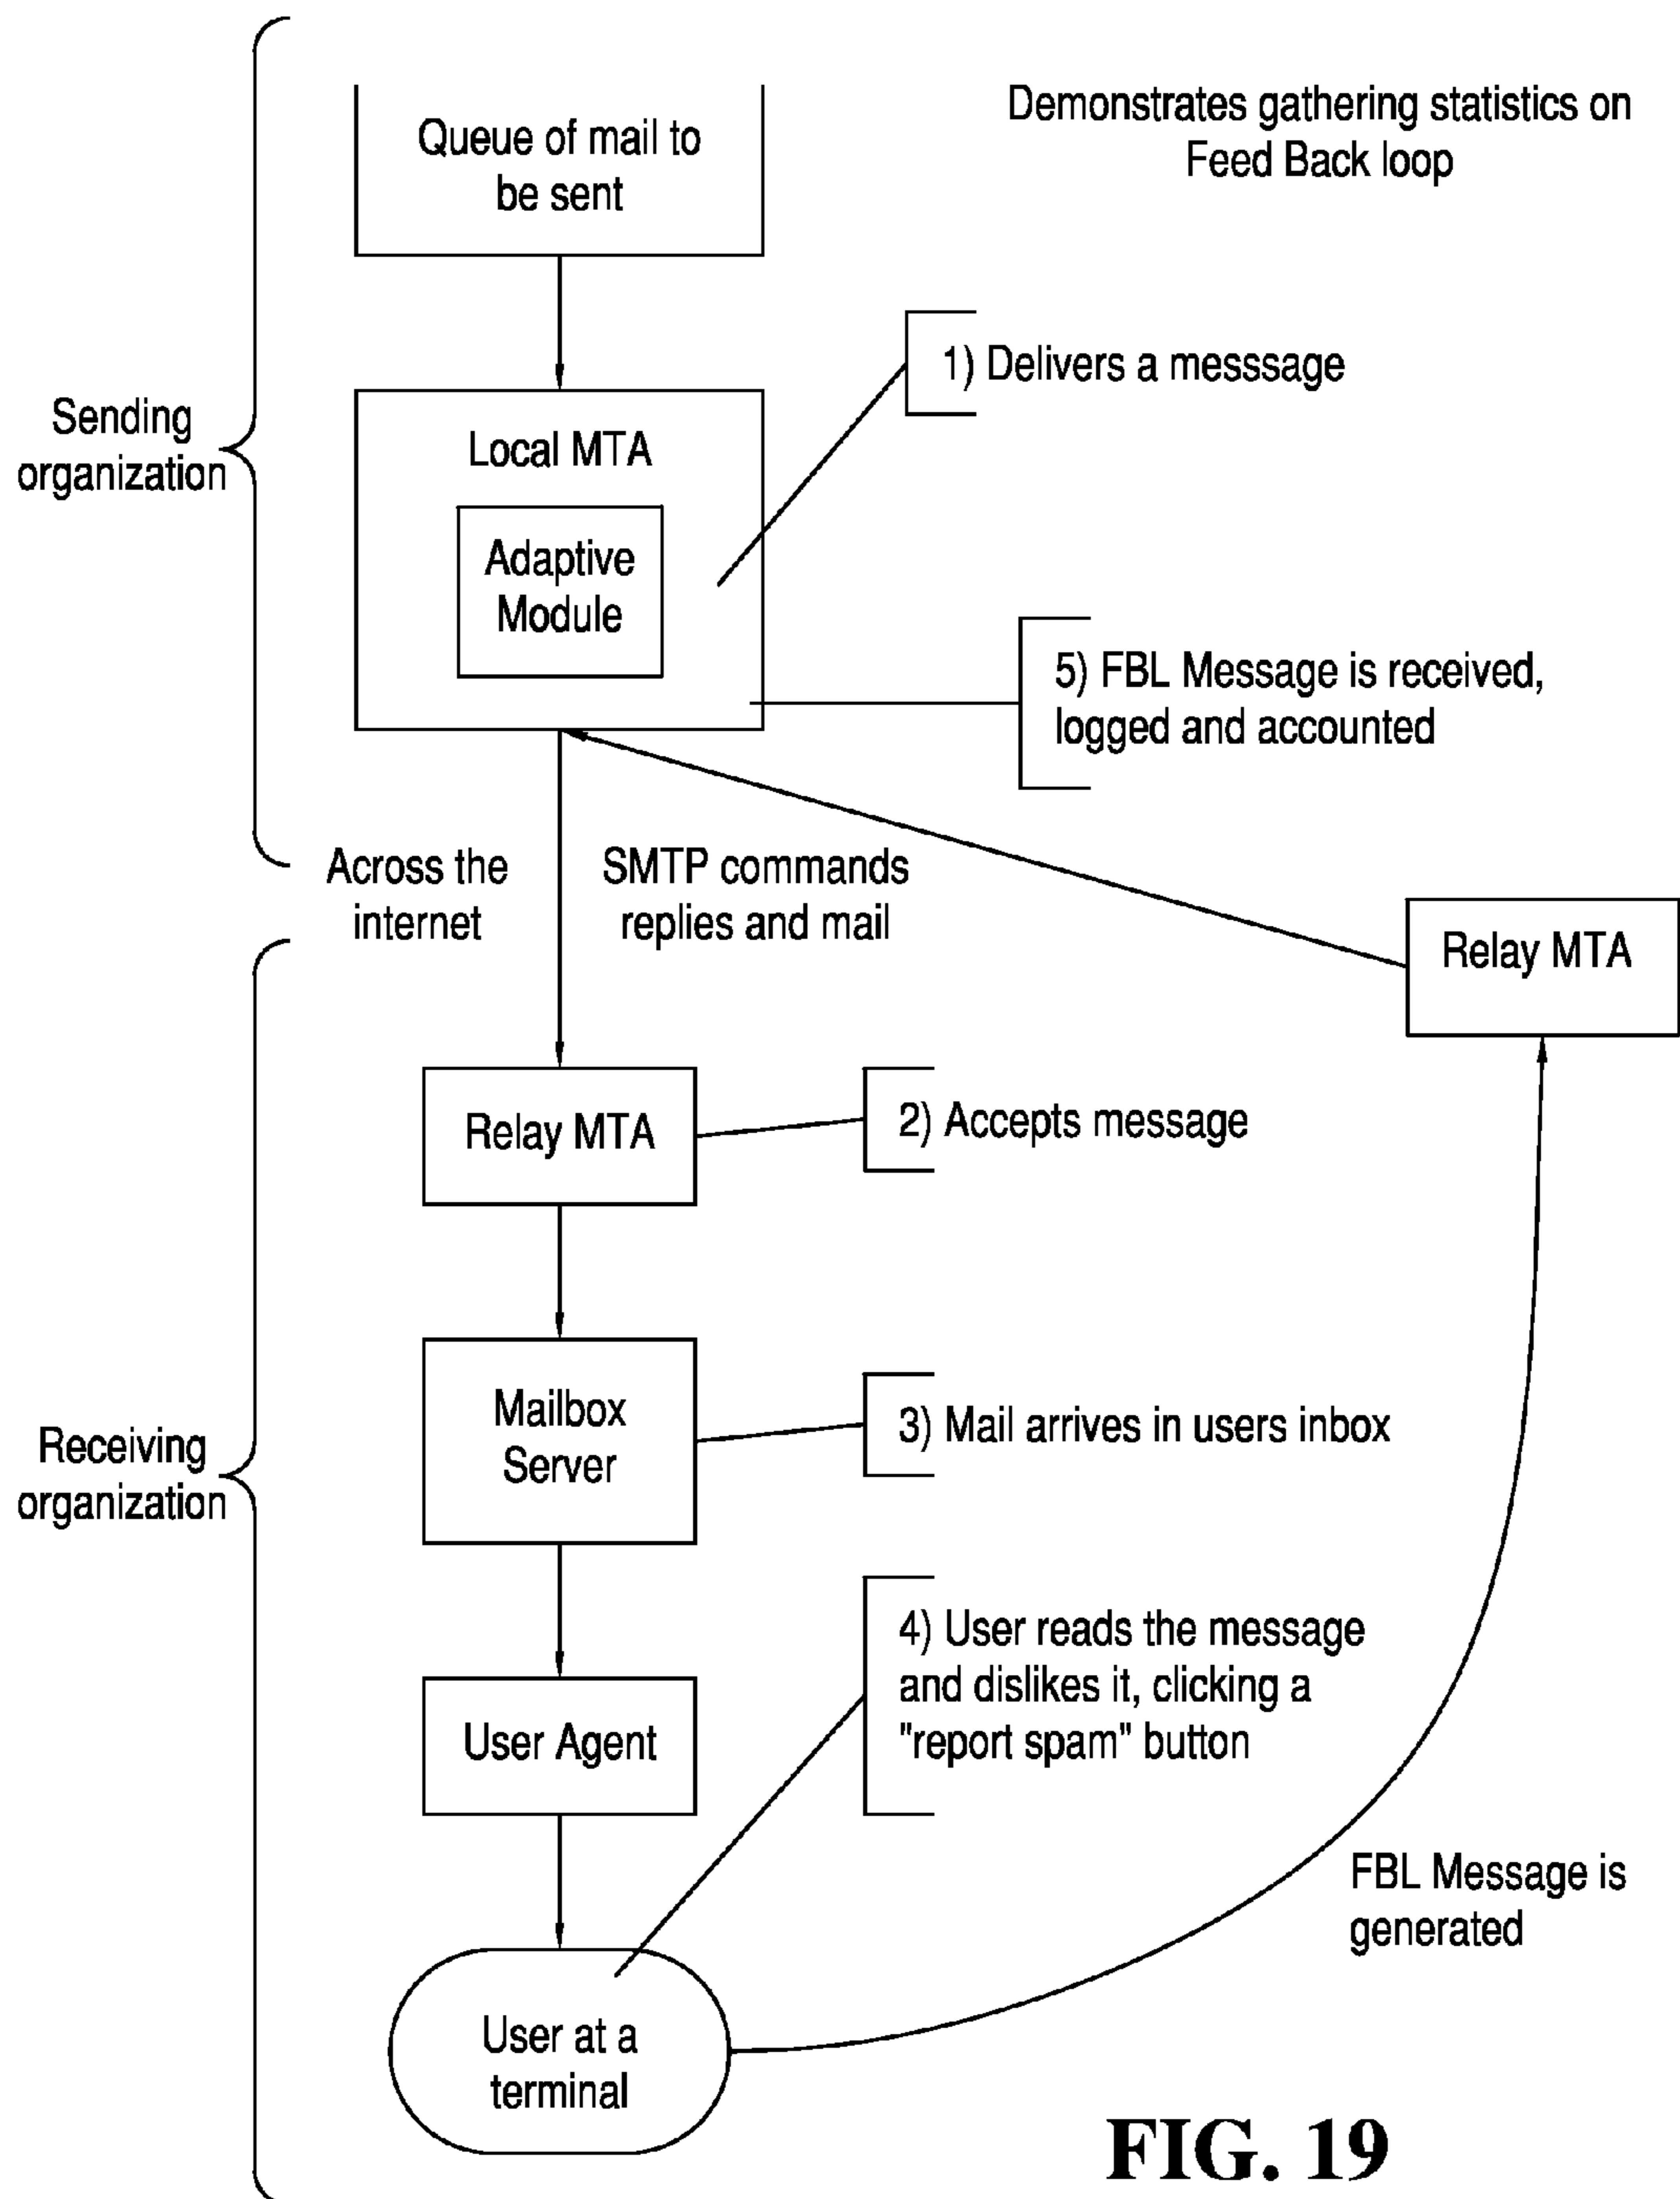 Queue of mail to
be sent
Demonstrates gathering statistics on
Feed Back loop
1) Delivers a messsage
Sending
organization
Local MTA
Adaptive
Module
5) FBL Message is received,
logged and accounted
Across the
internet
SMTP commands
replies and mail
Relay MTA
Relay MTA
2) Accepts message
Mailbox
Server
3) Mail arrives in users inbox
Receiving
organization
4) User reads the message
and dislikes it, clicking a
"report spam" button
User Agent
FBL Message is
generated
User at a
terminal
FIG. 19